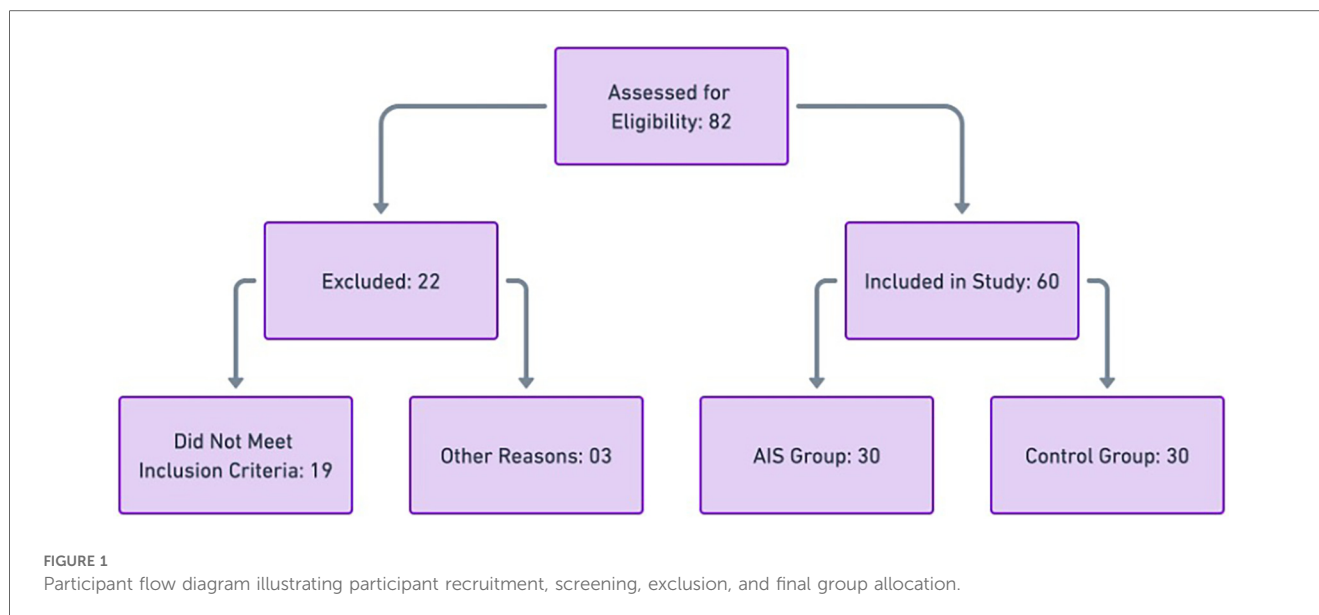 Assessed for
Eligibility: 82
Excluded: 22
Included in Study: 60
Did Not Meet
Inclusion Criteria: 19
Other Reasons: 03
AIS Group: 30
Control Group: 30
FIGURE 1
Participant flow diagram illustrating participant recruitment, screening, exclusion, and final group allocation.